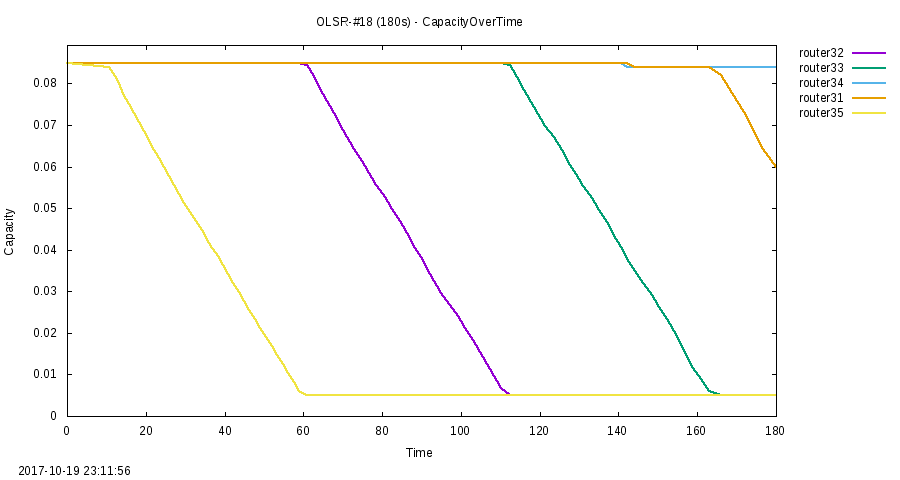 OLSR-#18 (180s) - CapacityOverTime
router32
router33
router34
router31
router35
0.08
0.07
0.06
0.05
0.04
0.03
0.02
0.01
0
Capacity
0 20 40 60 80 100 120 140 160 180
Time
2017-10-19 23:11:56